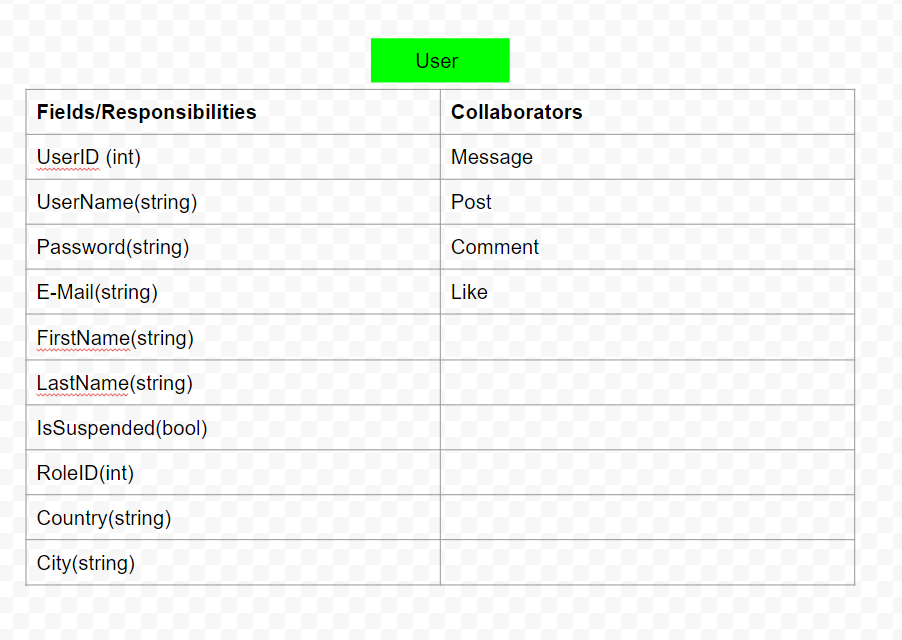 User
Fields/Responsibilities Collaborators
UserID (int) Message
UserName(string) Post
Password(string) Comment
E-Mail(string) Like
FirstName(string)
LastName(string)
IsSuspended(bool)
RoleID(int)
Country(string)
City(string)